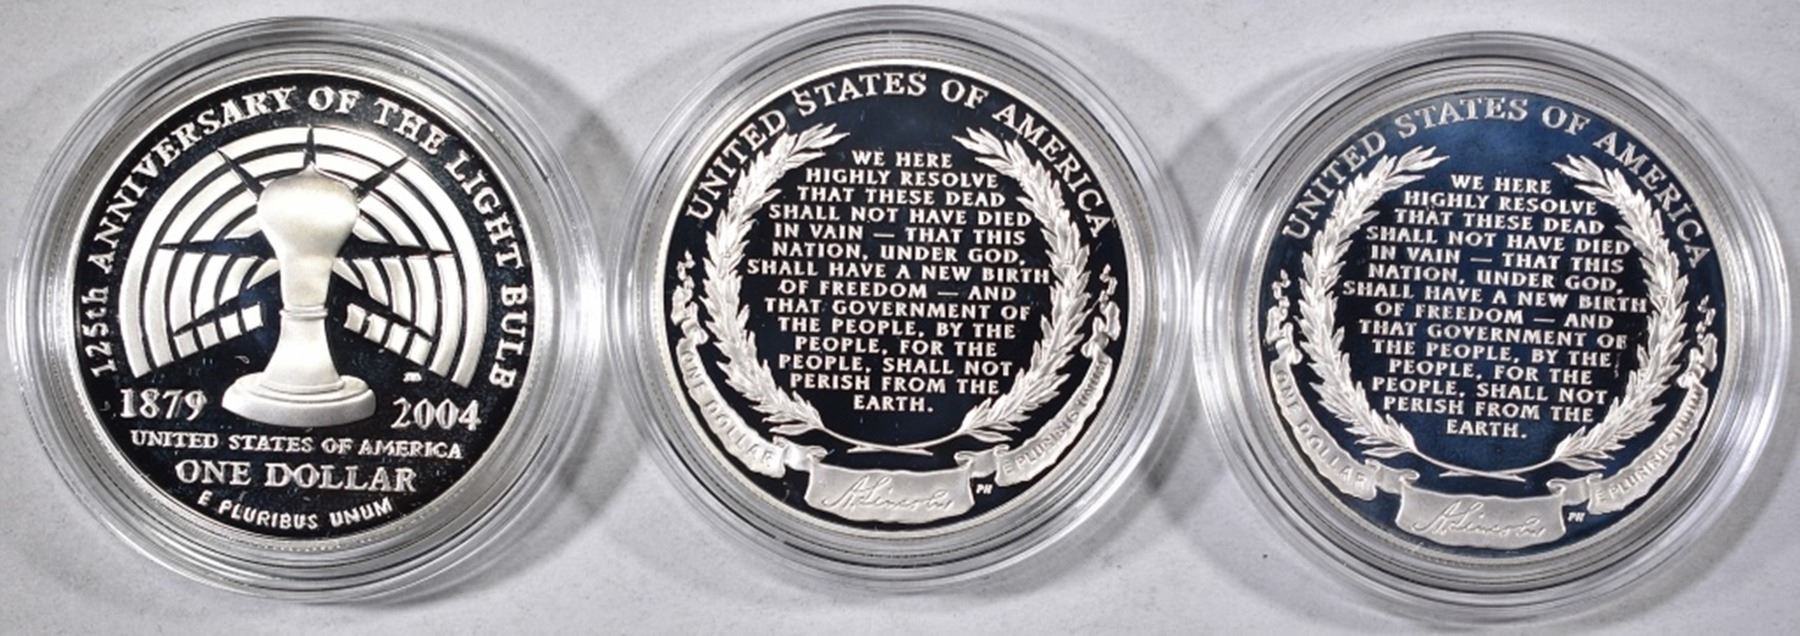 125th ANNIVERSARY OF THE LIGHT BULB
1879 2004
UNITED STATES OF AMERICA
ONE DOLLAR
E PLURIBUS UNUM
UNITED STATES OF AMERICA
WE HERE
HIGHLY RESOLVE
THAT THESE DEAD
SHALL NOT HAVE DIED
IN VAIN — THAT THIS
NATION, UNDER GOD,
SHALL HAVE A NEW BIRTH
OF FREEDOM — AND
THAT GOVERNMENT OF
THE PEOPLE, BY THE
PEOPLE, FOR THE
PEOPLE, SHALL NOT
PERISH FROM THE
EARTH.
ONE DOLLAR
E PLURIBUS UNUM
A. Lincoln
PH
UNITED STATES OF AMERICA
WE HERE
HIGHLY RESOLVE
THAT THESE DEAD
SHALL NOT HAVE DIED
IN VAIN — THAT THIS
NATION, UNDER GOD,
SHALL HAVE A NEW BIRTH
OF FREEDOM — AND
THAT GOVERNMENT OF
THE PEOPLE, BY THE
PEOPLE, FOR THE
PEOPLE, SHALL NOT
PERISH FROM THE
EARTH.
ONE DOLLAR
E PLURIBUS UNUM
A. Lincoln
PH